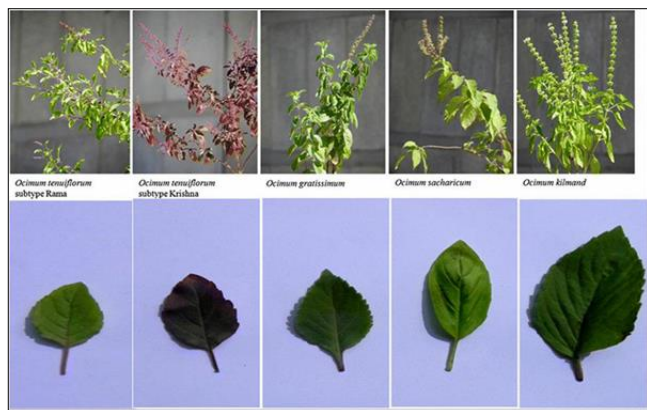 Ocimum tenuiflorum
subtype Rama
Ocimum tenuiflorum
subtype Krishna
Ocimum gratissimum
Ocimum sacharicum
Ocimum kilmand